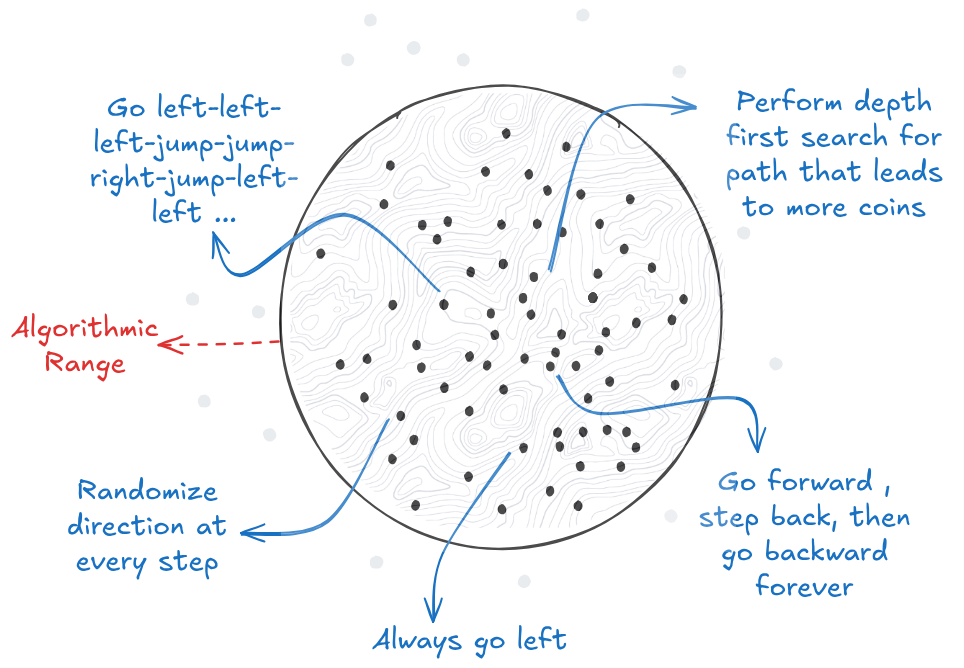 Go left-left-
left-jump-jump-
right-jump-left-
left ...
Perform depth
first search for
path that leads
to more coins
Algorithmic
Range
Randomize
direction at
every step
Go forward ,
step back, then
go backward
forever
Always go left